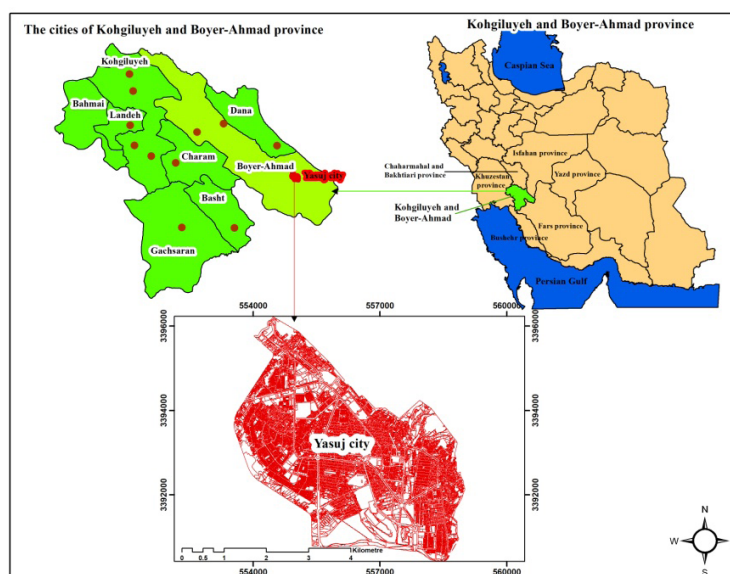 The cities of Kohgiluyeh and Boyer-Ahmad province
Kohgiluyeh
Bahmai
Landeh
Dana
Charam
Boyer-Ahmad
Yasuj city
Basht
Gachsaran
Kohgiluyeh and Boyer-Ahmad province
Caspian Sea
Isfahan province
Chaharmahal and
Bakhtiari province
Khuzestan
province
Yazd province
Kohgiluyeh and
Boyer-Ahmad
Fars province
Bushehr province
Persian Gulf
554000
557000
560000
3396000
3396000
3394000
3394000
Yasuj city
3392000
3392000
Kilometre
0 0.5 1 2 3 4
554000
557000
560000
N
W
E
S